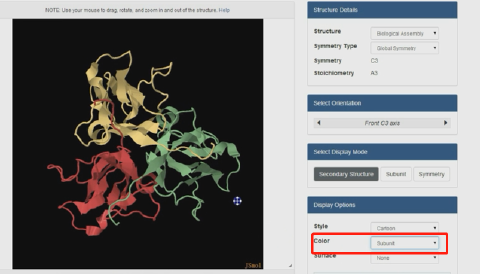 NOTE: Use your mouse to drag, rotate, and zoom in and out of the structure. Help
JSmol
Structure Details
Structure Biological Assembly
Symmetry Type Global Symmetry
Symmetry C3
Stoichiometry A3
Select Orientation
Front C3 axis
Select Display Mode
Secondary Structure Subunit Symmetry
Display Options
Style Cartoon
Color Subunit
Surface None